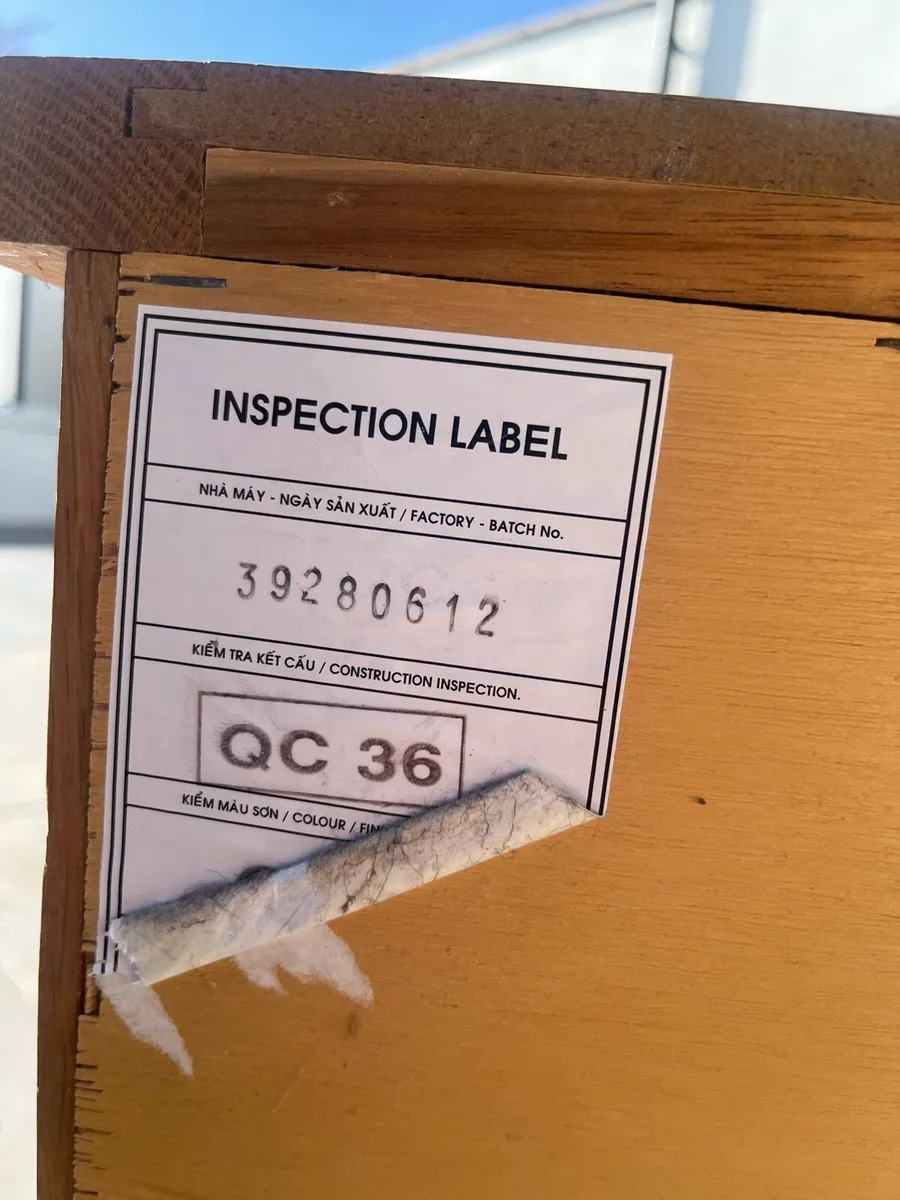 INSPECTION LABEL
NHÀ MÁY - NGÀY SẢN XUẤT / FACTORY - BATCH No.
39280612
KIỂM TRA KẾT CẤU / CONSTRUCTION INSPECTION.
QC 36
KIỂM MÀU SƠN / COLOUR /